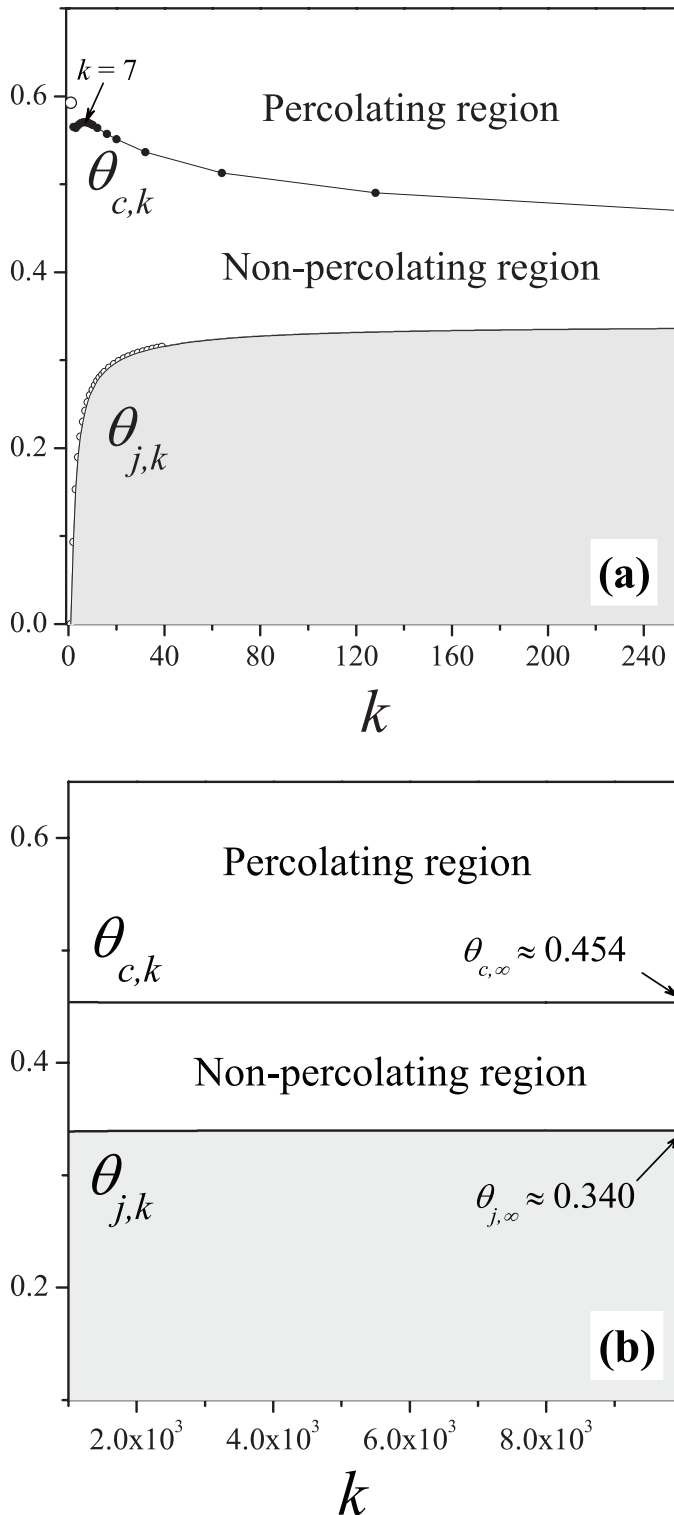 k = 7
0.6
Percolating region
θc,k
0.4
Non-percolating region
θj,k
0.2
(a)
0.0
0 40 80 120 160 200 240
k
0.6
Percolating region
θc,k
θc,∞ ≈ 0.454
0.4
Non-percolating region
θj,k
θj,∞ ≈ 0.340
0.2
(b)
2.0x10³ 4.0x10³ 6.0x10³ 8.0x10³
k